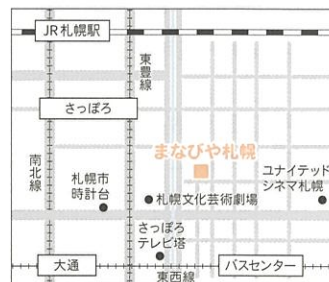 JR札幌駅
東豊線
さっぽろ
まなびや札幌
南北線
札幌市
時計台
札幌文化芸術劇場
ユナイテッド
シネマ札幌
さっぽろ
テレビ塔
大通
バスセンター
東西線